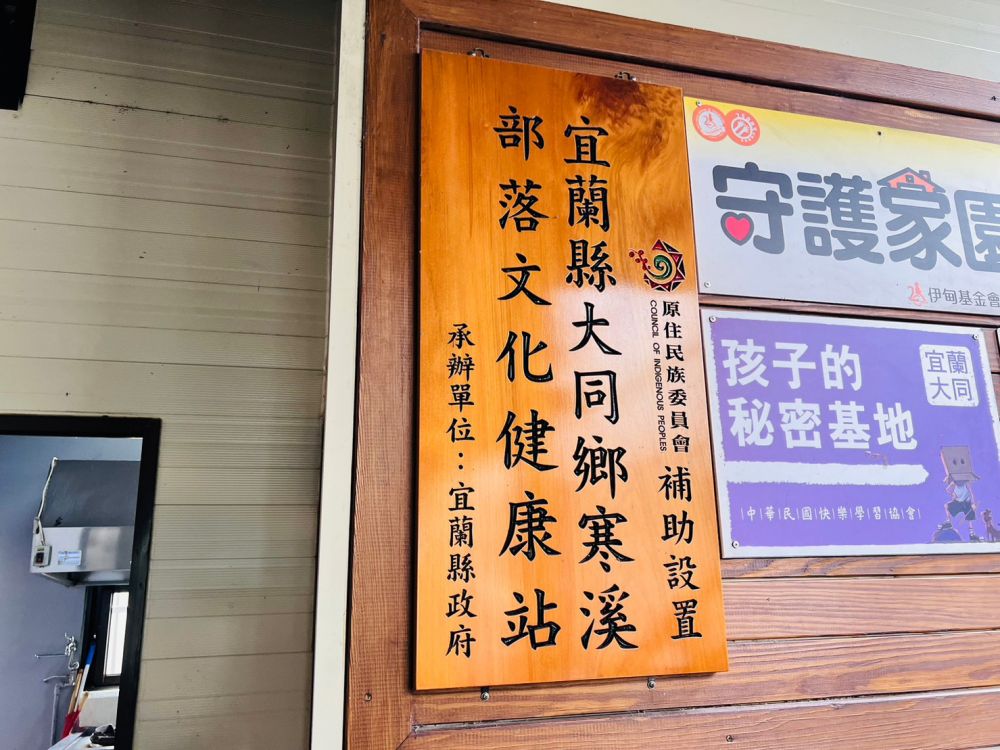 原住民族委員會 補助設置
COUNCIL OF INDIGENOUS PEOPLES
宜蘭縣大同鄉寒溪
部落文化健康站
承辦單位：宜蘭縣政府
守護家園
伊甸基金會
孩子的
秘密基地
宜蘭
大同
中華民國快樂學習協會